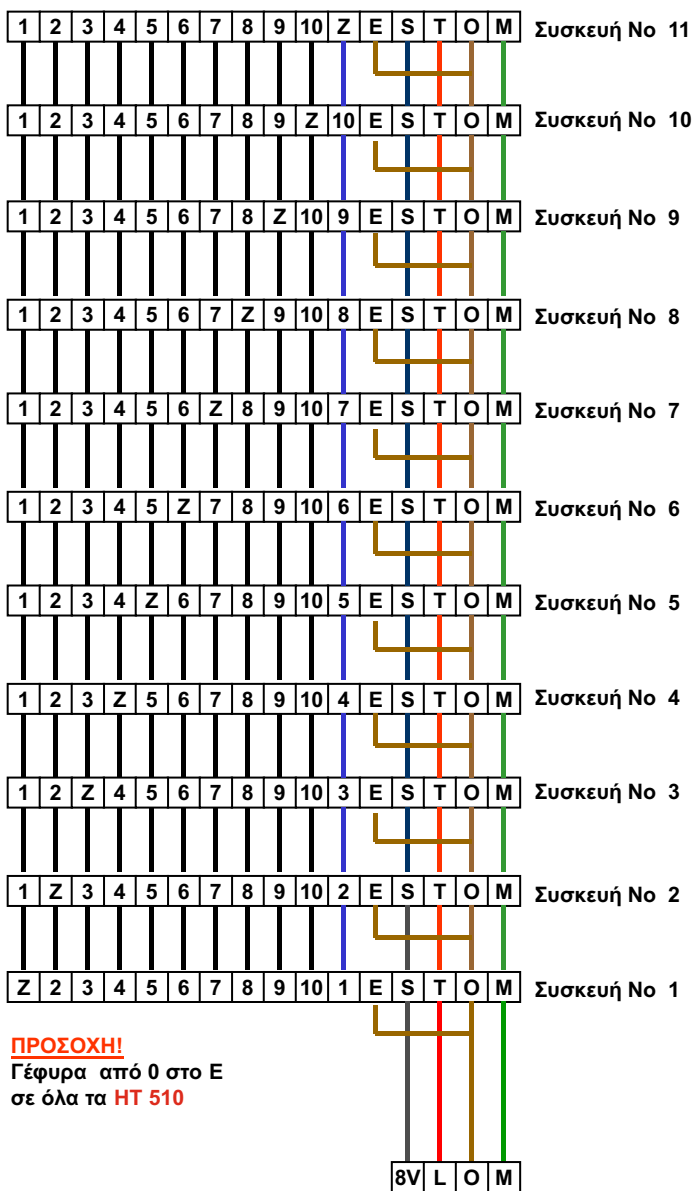 1 2 3 4 5 6 7 8 9 10 Z E S T O M Συσκευή Νο 11
1 2 3 4 5 6 7 8 9 Z 10 E S T O M Συσκευή Νο 10
1 2 3 4 5 6 7 8 Z 10 9 E S T O M Συσκευή Νο 9
1 2 3 4 5 6 7 Z 9 10 8 E S T O M Συσκευή Νο 8
1 2 3 4 5 6 Z 8 9 10 7 E S T O M Συσκευή Νο 7
1 2 3 4 5 Z 7 8 9 10 6 E S T O M Συσκευή Νο 6
1 2 3 4 Z 6 7 8 9 10 5 E S T O M Συσκευή Νο 5
1 2 3 Z 5 6 7 8 9 10 4 E S T O M Συσκευή Νο 4
1 2 Z 4 5 6 7 8 9 10 3 E S T O M Συσκευή Νο 3
1 Z 3 4 5 6 7 8 9 10 2 E S T O M Συσκευή Νο 2
Z 2 3 4 5 6 7 8 9 10 1 E S T O M Συσκευή Νο 1
ΠΡΟΣΟΧΗ!
Γέφυρα από 0 στο Ε
σε όλα τα HT 510
8V L O M